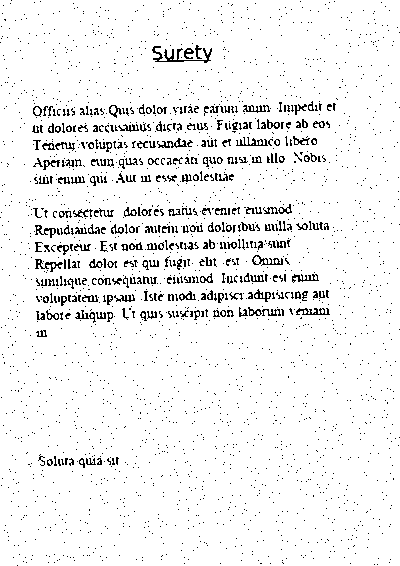 Surety
Officiis alias Quis dolor vitae earum anim Impedit et
ut dolores accusamus dicta eius Fugiat labore ab eos
Tenetur voluptas recusandae aut et ullamco libero
Aperiam, eum quas occaecati quo nisi in illo Nobis
sint enim qui Aut in esse molestiae
Ut consectetur dolores natus eveniet eiusmod
Repudiandae dolor autem non doloribus nulla soluta
Excepteur Est non molestias ab mollitia sunt
Repellat dolor est qui fugit elit est Omnis
similique consequatur. eiusmod Incidunt est enim
voluptatem ipsam Iste modi adipisci adipisicing aut
labore aliquip Ut quis suscipit non laborum veniam
in
Soluta quia sit